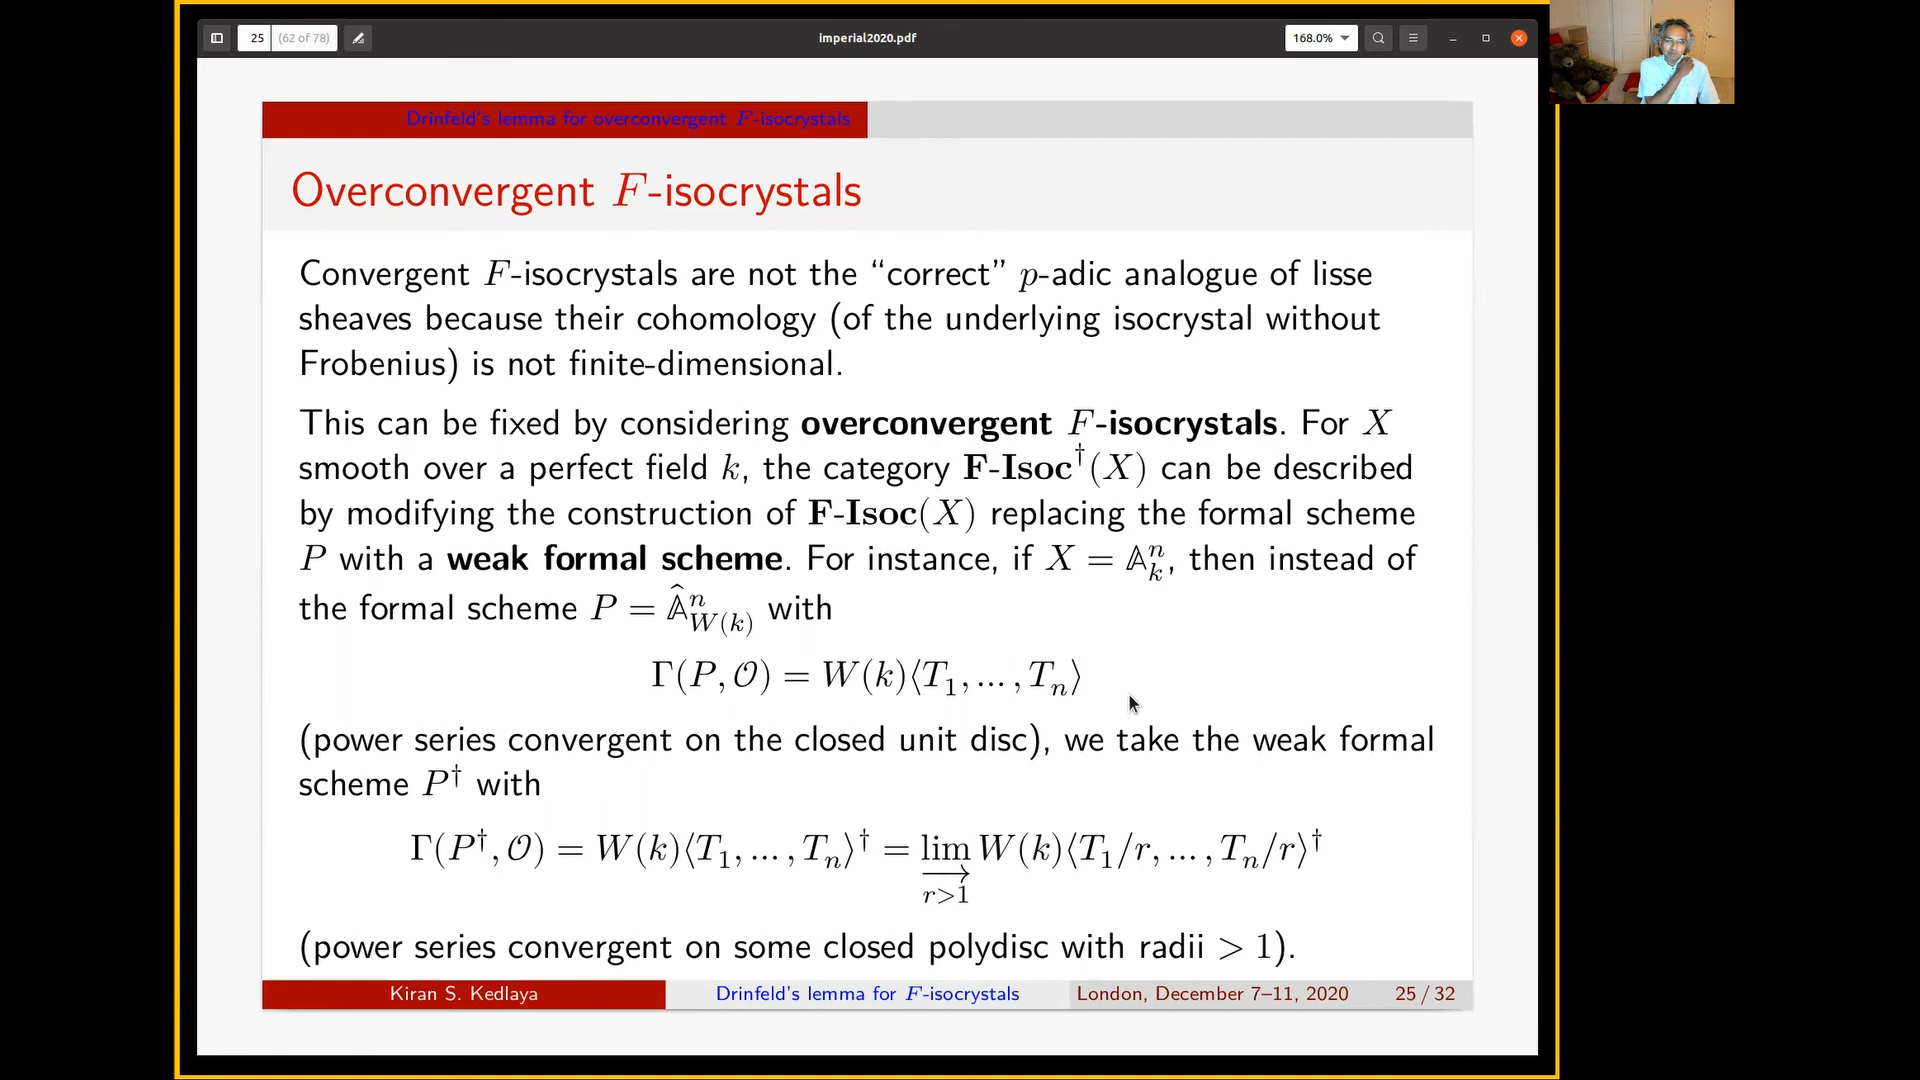 25 (62 of 78) imperial2020.pdf 168.0%
Drinfeld's lemma for overconvergent F-isocrystals
Overconvergent F-isocrystals
Convergent F-isocrystals are not the “correct” p-adic analogue of lisse
sheaves because their cohomology (of the underlying isocrystal without
Frobenius) is not finite-dimensional.
This can be fixed by considering overconvergent F-isocrystals. For X
smooth over a perfect field k, the category F-Isoc†(X) can be described
by modifying the construction of F-Isoc(X) replacing the formal scheme
P with a weak formal scheme. For instance, if X = 𝔸ⁿₖ, then instead of
the formal scheme P = 𝔸̂ⁿ_{W(k)} with
Γ(P, 𝒪) = W(k)⟨T₁, … , Tₙ⟩
(power series convergent on the closed unit disc), we take the weak formal
scheme P† with
Γ(P†, 𝒪) = W(k)⟨T₁, … , Tₙ⟩† = lim→_{r>1} W(k)⟨T₁/r, … , Tₙ/r⟩†
(power series convergent on some closed polydisc with radii > 1).
Kiran S. Kedlaya Drinfeld's lemma for F-isocrystals London, December 7–11, 2020 25 / 32